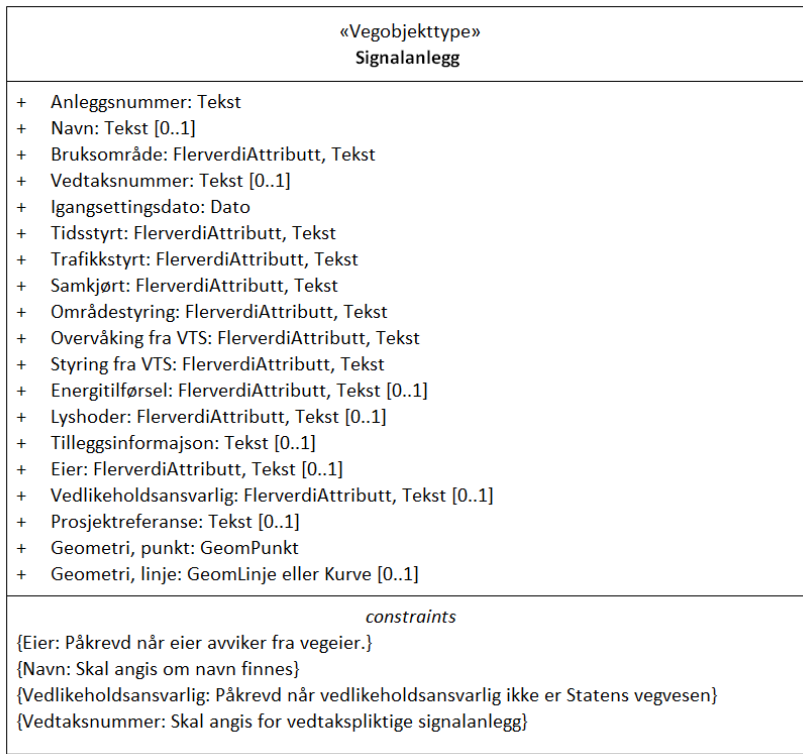 «Vegobjekttype»
Signalanlegg
+ Anleggsnummer: Tekst
+ Navn: Tekst [0..1]
+ Bruksområde: FlerverdiAttributt, Tekst
+ Vedtaksnummer: Tekst [0..1]
+ Igangsettingsdato: Dato
+ Tidsstyrt: FlerverdiAttributt, Tekst
+ Trafikkstyrt: FlerverdiAttributt, Tekst
+ Samkjørt: FlerverdiAttributt, Tekst
+ Områdestyring: FlerverdiAttributt, Tekst
+ Overvåking fra VTS: FlerverdiAttributt, Tekst
+ Styring fra VTS: FlerverdiAttributt, Tekst
+ Energitilførsel: FlerverdiAttributt, Tekst [0..1]
+ Lyshoder: FlerverdiAttributt, Tekst [0..1]
+ Tilleggsinformajson: Tekst [0..1]
+ Eier: FlerverdiAttributt, Tekst [0..1]
+ Vedlikeholdsansvarlig: FlerverdiAttributt, Tekst [0..1]
+ Prosjektreferanse: Tekst [0..1]
+ Geometri, punkt: GeomPunkt
+ Geometri, linje: GeomLinje eller Kurve [0..1]
constraints
{Eier: Påkrevd når eier avviker fra vegeier.}
{Navn: Skal angis om navn finnes}
{Vedlikeholdsansvarlig: Påkrevd når vedlikeholdsansvarlig ikke er Statens vegvesen}
{Vedtaksnummer: Skal angis for vedtakspliktige signalanlegg}